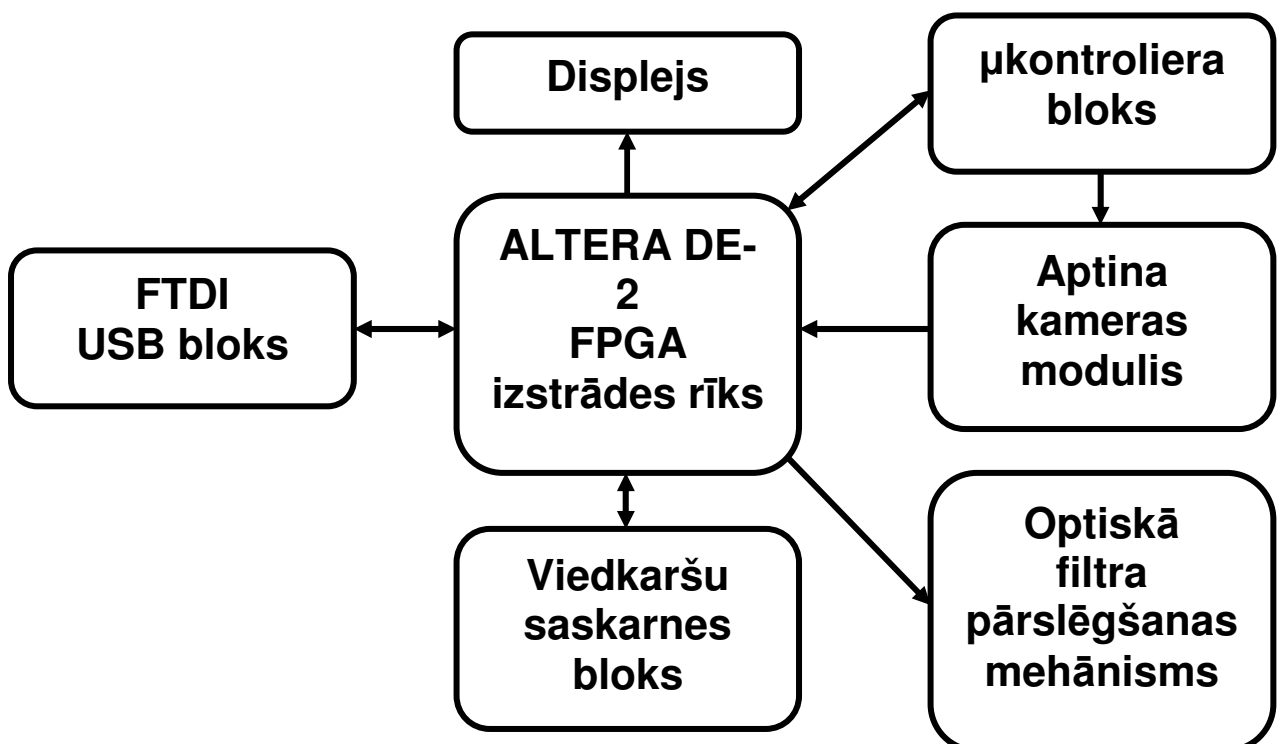 Displejs
µkontroliera
bloks
FTDI
USB bloks
ALTERA DE-
2
FPGA
izstrādes rīks
Aptina
kameras
modulis
Viedkaršu
saskarnes
bloks
Optiskā
filtra
pārslēgšanas
mehānisms